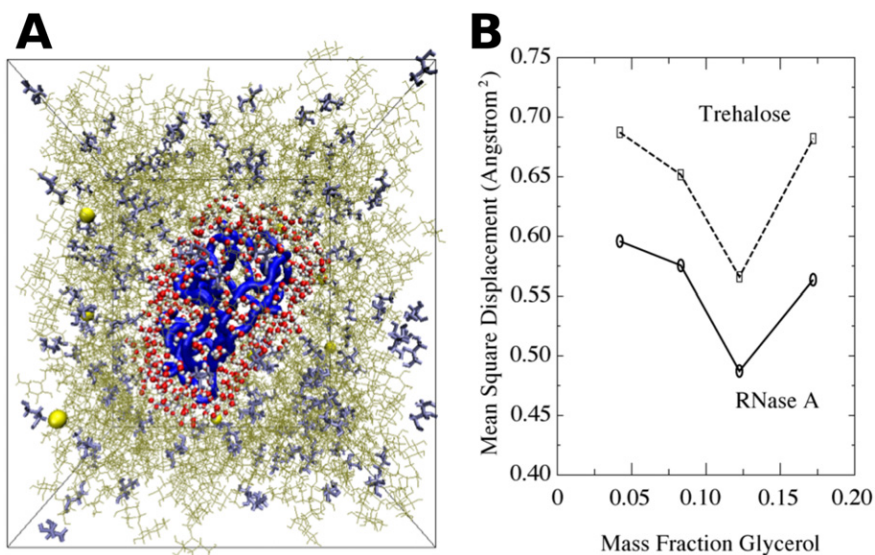 A
B
Mean Square Displacement (Angstrom²)
0.75
0.70
0.65
0.60
0.55
0.50
0.45
0.40
Trehalose
RNase A
0 0.05 0.10 0.15 0.20
Mass Fraction Glycerol